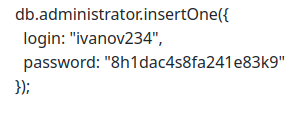 db.administrator.insertOne({
  login: "ivanov234",
  password: "8h1dac4s8fa241e83k9"
});